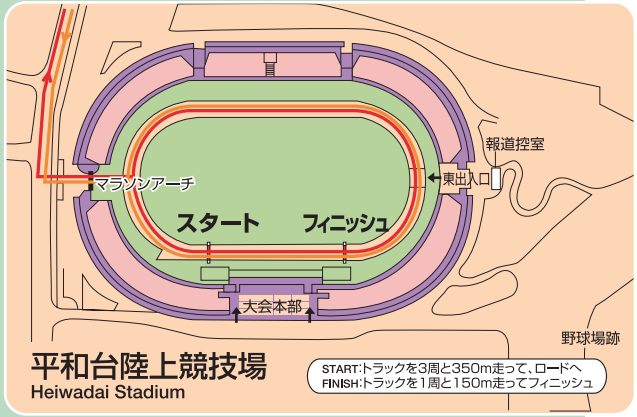 報道控室
東出入口
マラソンアーチ
スタート
フィニッシュ
大会本部
野球場跡
平和台陸上競技場
Heiwadai Stadium
START:トラックを3周と350m走って、ロードへ
FINISH:トラックを1周と150m走ってフィニッシュ